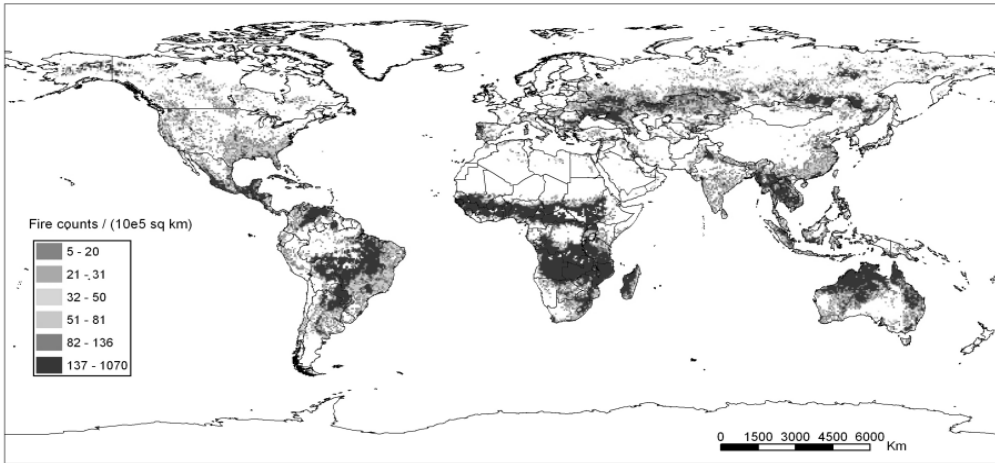 Fire counts / (10e5 sq km)
5 - 20
21 - 31
32 - 50
51 - 81
82 - 136
137 - 1070
0 1500 3000 4500 6000
Km